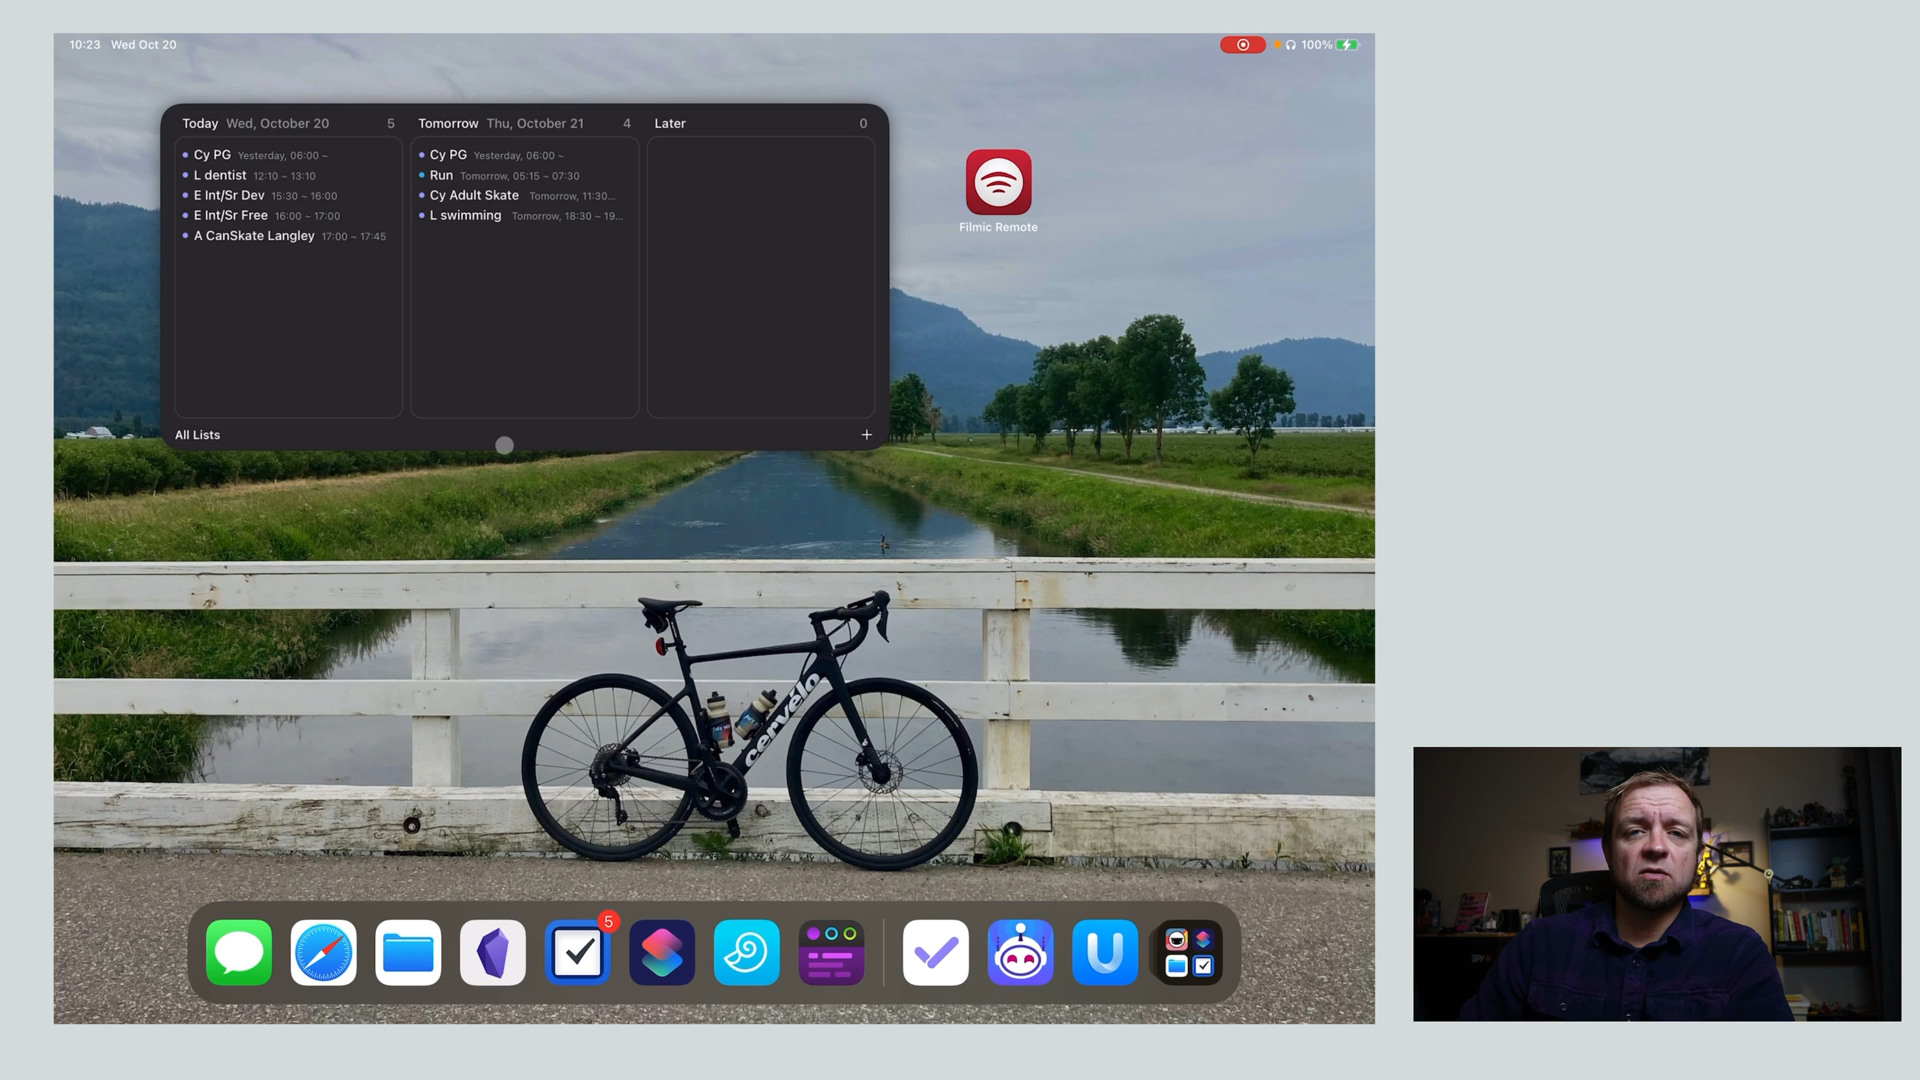 10:23 Wed Oct 20
100%
Today Wed, October 20 5
Cy PG Yesterday, 06:00 ~
L dentist 12:10 ~ 13:10
E Int/Sr Dev 15:30 ~ 16:00
E Int/Sr Free 16:00 ~ 17:00
A CanSkate Langley 17:00 ~ 17:45
Tomorrow Thu, October 21 4
Cy PG Yesterday, 06:00 ~
Run Tomorrow, 05:15 ~ 07:30
Cy Adult Skate Tomorrow, 11:30...
L swimming Tomorrow, 18:30 ~ 19...
Later 0
All Lists +
Filmic Remote
cervélo
5